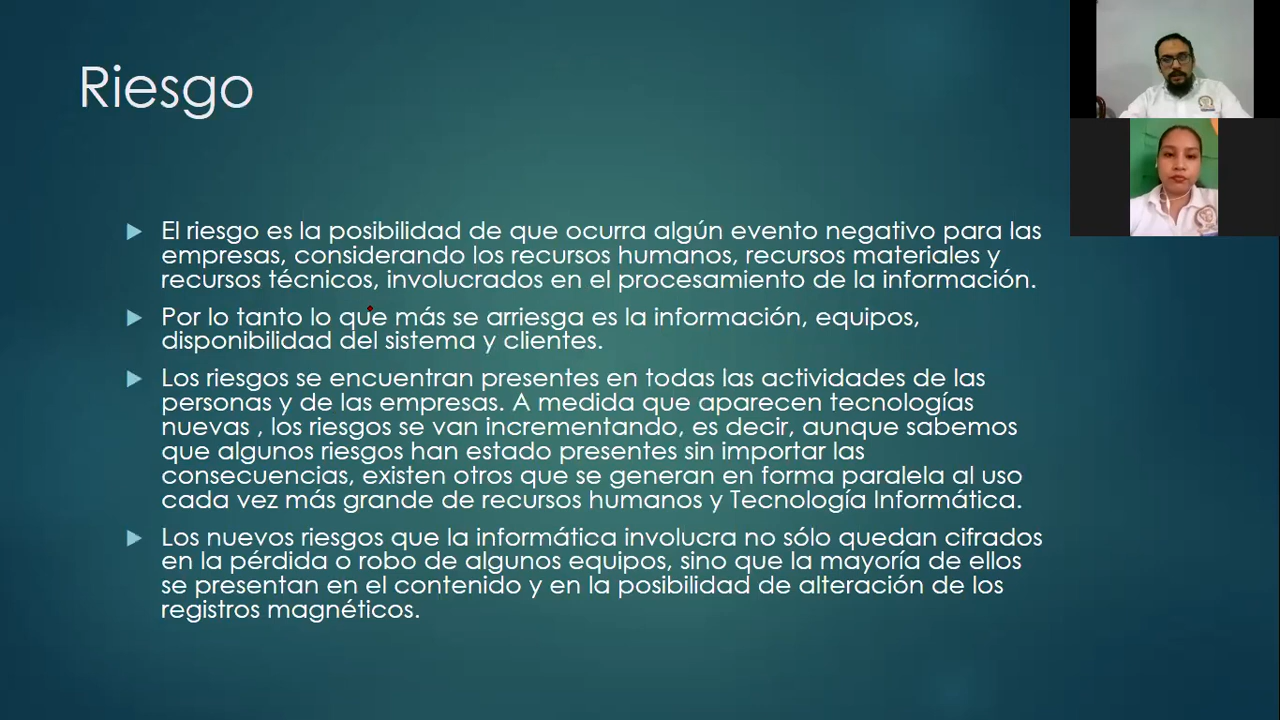 Riesgo
El riesgo es la posibilidad de que ocurra algún evento negativo para las
empresas, considerando los recursos humanos, recursos materiales y
recursos técnicos, involucrados en el procesamiento de la información.
Por lo tanto lo que más se arriesga es la información, equipos,
disponibilidad del sistema y clientes.
Los riesgos se encuentran presentes en todas las actividades de las
personas y de las empresas. A medida que aparecen tecnologías
nuevas , los riesgos se van incrementando, es decir, aunque sabemos
que algunos riesgos han estado presentes sin importar las
consecuencias, existen otros que se generan en forma paralela al uso
cada vez más grande de recursos humanos y Tecnología Informática.
Los nuevos riesgos que la informática involucra no sólo quedan cifrados
en la pérdida o robo de algunos equipos, sino que la mayoría de ellos
se presentan en el contenido y en la posibilidad de alteración de los
registros magnéticos.